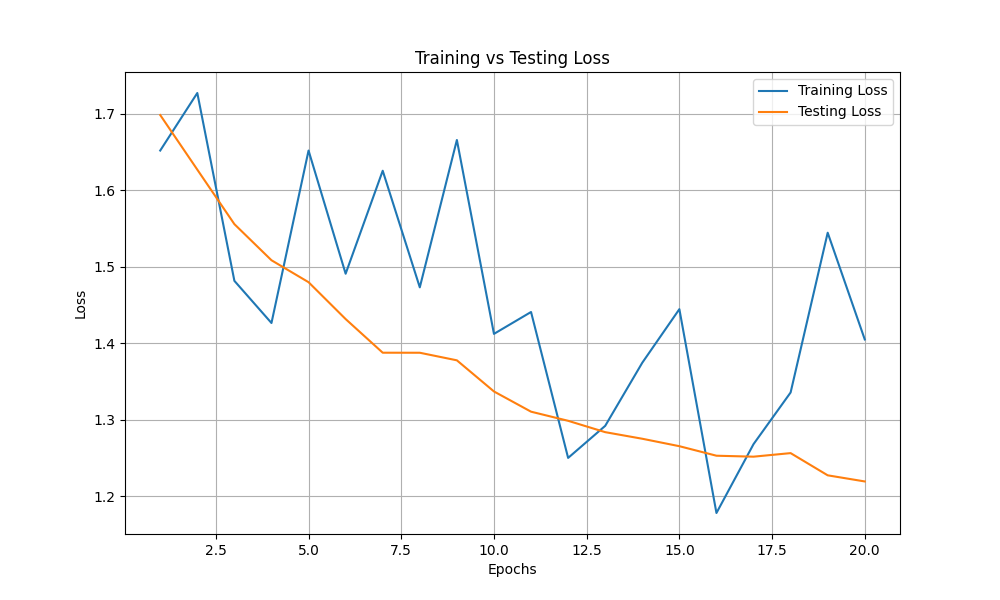 Training vs Testing Loss
Training Loss
Testing Loss
Loss
1.7
1.6
1.5
1.4
1.3
1.2
2.5 5.0 7.5 10.0 12.5 15.0 17.5 20.0
Epochs